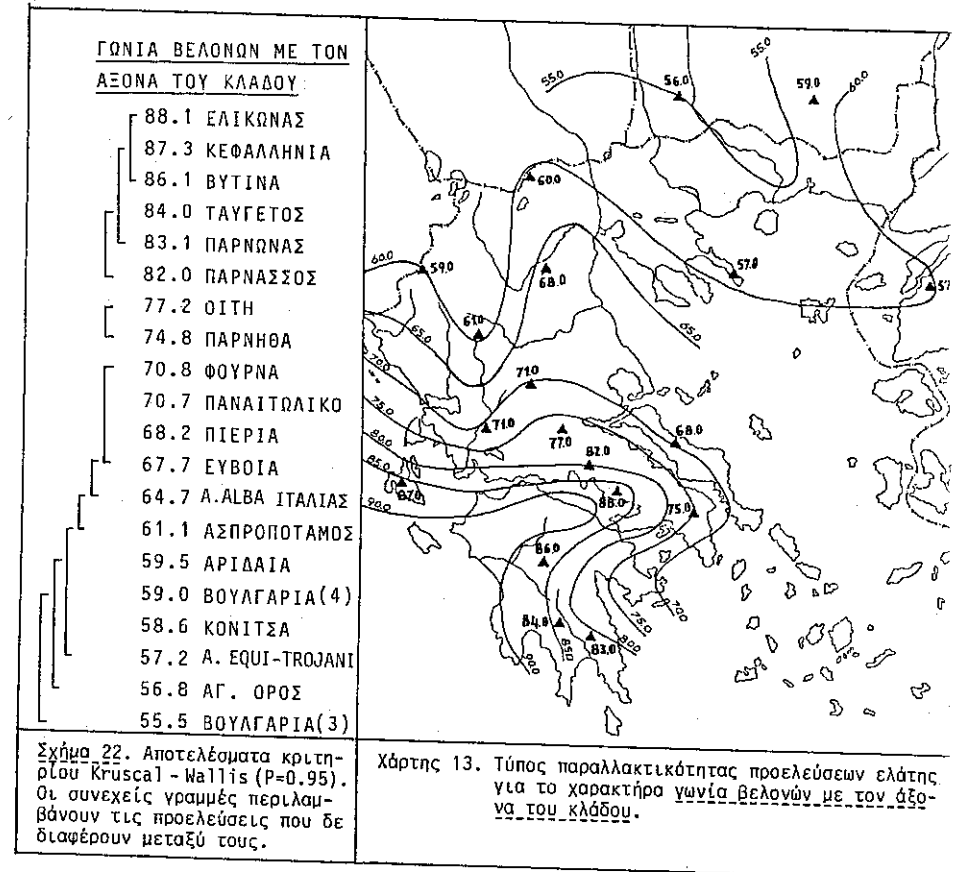 ΓΩΝΙΑ ΒΕΛΟΝΩΝ ΜΕ ΤΟΝ
ΑΞΟΝΑ ΤΟΥ ΚΛΑΔΟΥ
88.1 ΕΛΙΚΩΝΑΣ
87.3 ΚΕΦΑΛΛΗΝΙΑ
86.1 ΒΥΤΙΝΑ
84.0 ΤΑΥΓΕΤΟΣ
83.1 ΠΑΡΝΩΝΑΣ
82.0 ΠΑΡΝΑΣΣΟΣ
77.2 ΟΙΤΗ
74.8 ΠΑΡΝΗΘΑ
70.8 ΦΟΥΡΝΑ
70.7 ΠΑΝΑΙΤΩΛΙΚΟ
68.2 ΠΙΕΡΙΑ
67.7 ΕΥΒΟΙΑ
64.7 A.ALBA ΙΤΑΛΙΑΣ
61.1 ΑΣΠΡΟΠΟΤΑΜΟΣ
59.5 ΑΡΙΔΑΙΑ
59.0 ΒΟΥΛΓΑΡΙΑ(4)
58.6 ΚΟΝΙΤΣΑ
57.2 A. EQUI-TROJANI
56.8 ΑΓ. ΟΡΟΣ
55.5 ΒΟΥΛΓΑΡΙΑ(3)
Σχήμα 22. Αποτελέσματα κριτη-
ρίου Kruscal - Wallis (P=0.95).
Οι συνεχείς γραμμές περιλαμ-
βάνουν τις προελεύσεις που δε
διαφέρουν μεταξύ τους.
55.0
56.0
55.0
59.0
60.0
60.0
60.0
59.0
68.0
57.0
57
61.0
65.0
65.0
70.0
71.0
75.0
71.0
77.0
68.0
80.0
82.0
85.0
87.0
88.0
75.0
90.0
86.0
84.0
83.0
90.0
85.0
80.0
75.0
70.0
Χάρτης 13. Τύπος παραλλακτικότητας προελεύσεων ελάτης
για το χαρακτήρα γωνία βελονών με τον άξο-
να του κλάδου.